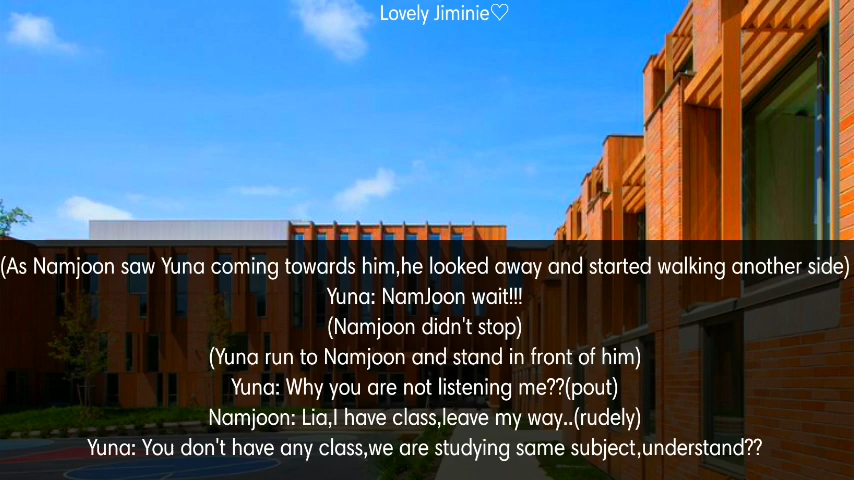 Lovely Jiminie♡
(As Namjoon saw Yuna coming towards him,he looked away and started walking another side)
Yuna: NamJoon wait!!!
(Namjoon didn't stop)
(Yuna run to Namjoon and stand in front of him)
Yuna: Why you are not listening me??(pout)
Namjoon: Lia,I have class,leave my way..(rudely)
Yuna: You don't have any class,we are studying same subject,understand??